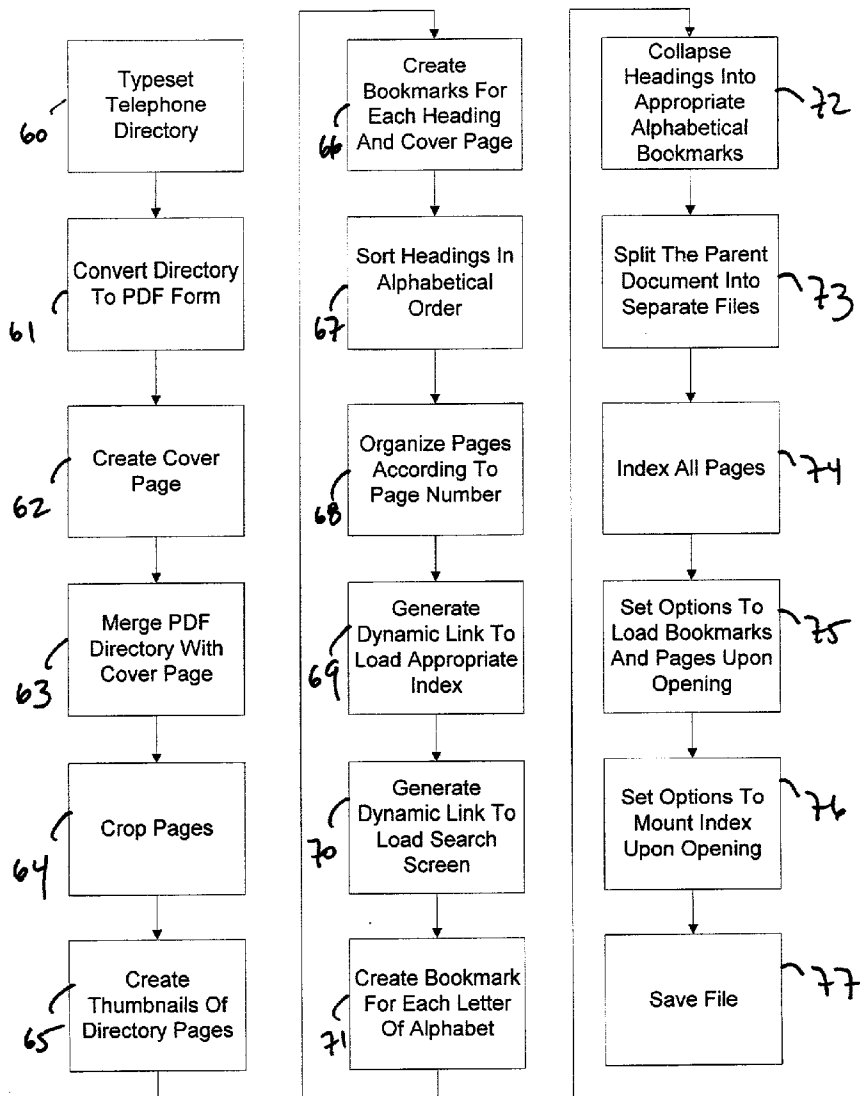 Typeset
Telephone
Directory
60
Convert Directory
To PDF Form
61
Create Cover
Page
62
Merge PDF
Directory With
Cover Page
63
Crop Pages
64
Create
Thumbnails Of
Directory Pages
65
Create
Bookmarks For
Each Heading
And Cover Page
66
Sort Headings In
Alphabetical
Order
67
Organize Pages
According To
Page Number
68
Generate
Dynamic Link To
Load Appropriate
Index
69
Generate
Dynamic Link To
Load Search
Screen
70
Create Bookmark
For Each Letter
Of Alphabet
71
Collapse
Headings Into
Appropriate
Alphabetical
Bookmarks
72
Split The Parent
Document Into
Separate Files
73
Index All Pages
74
Set Options To
Load Bookmarks
And Pages Upon
Opening
75
Set Options To
Mount Index
Upon Opening
76
Save File
77